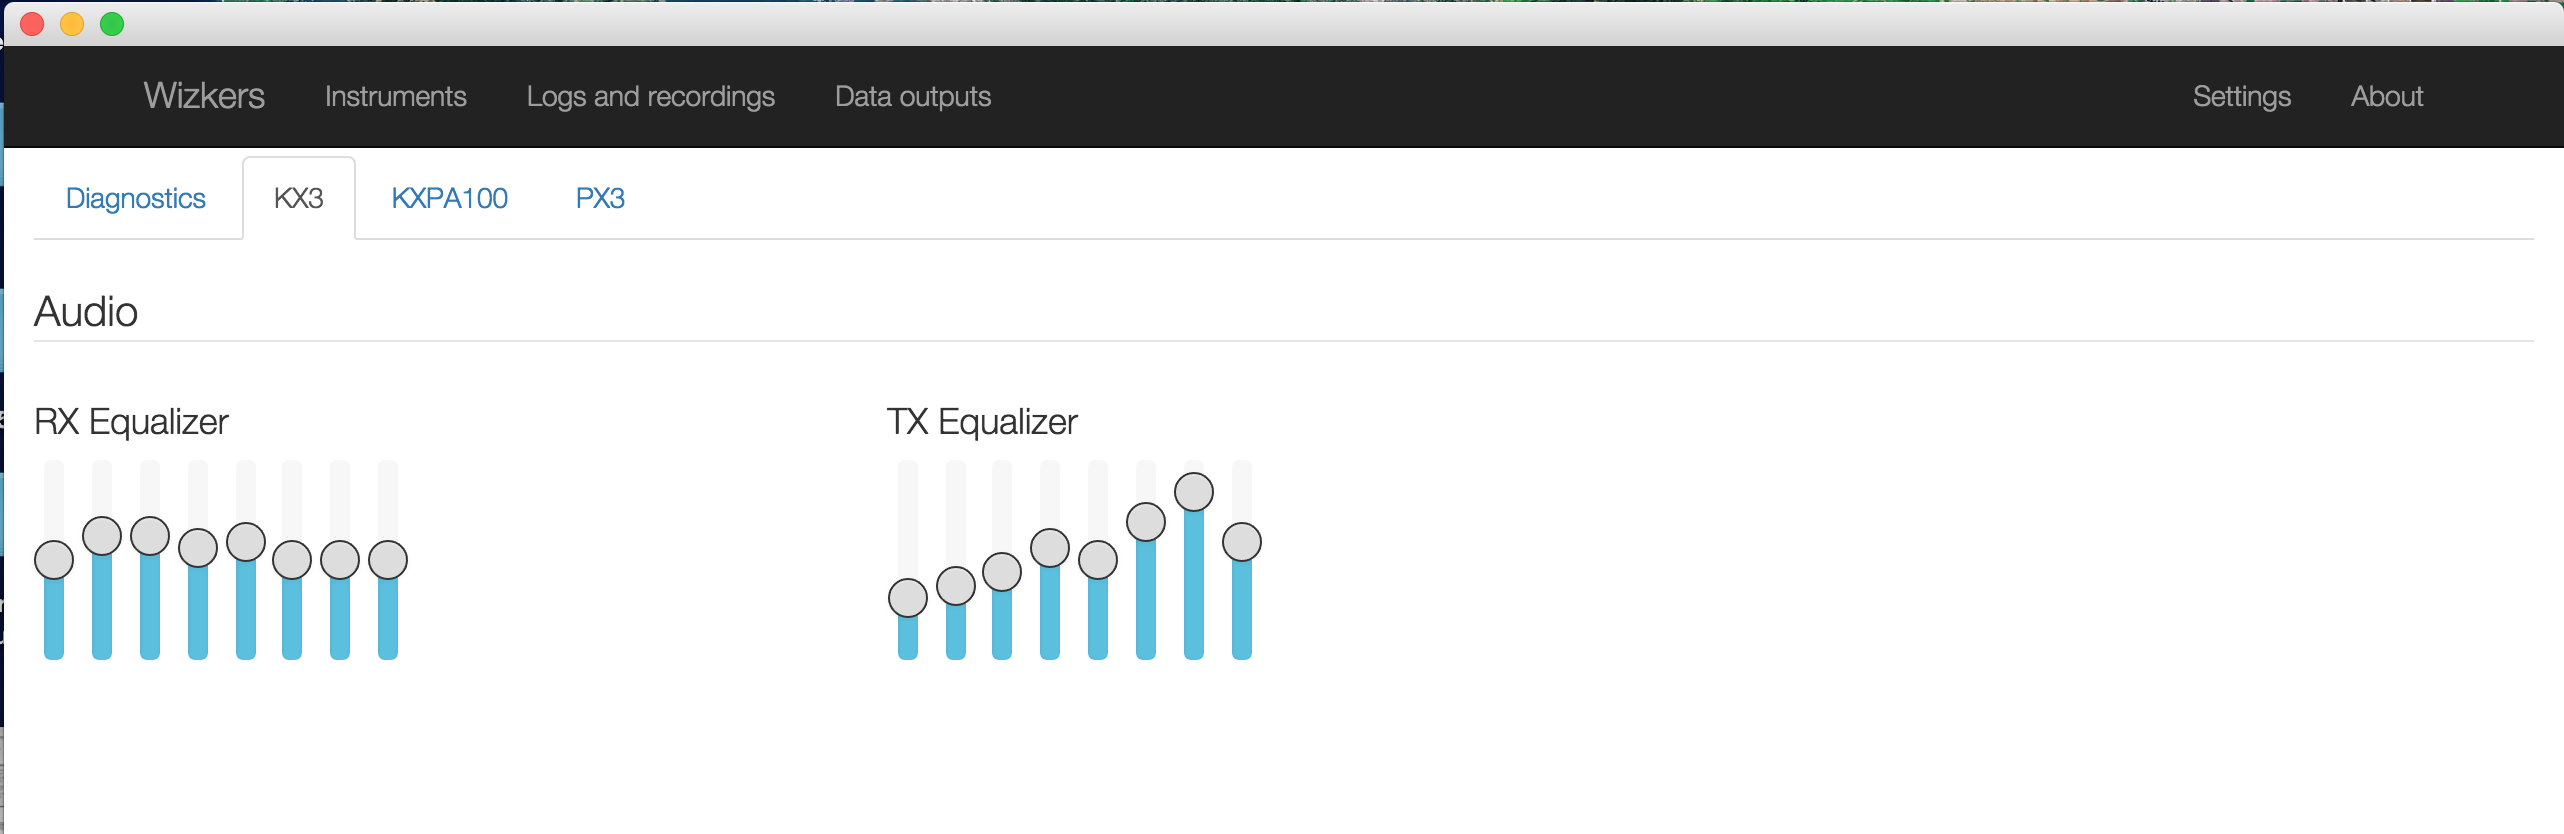 Wizkers Instruments Logs and recordings Data outputs Settings About
Diagnostics KX3 KXPA100 PX3
Audio
RX Equalizer TX Equalizer